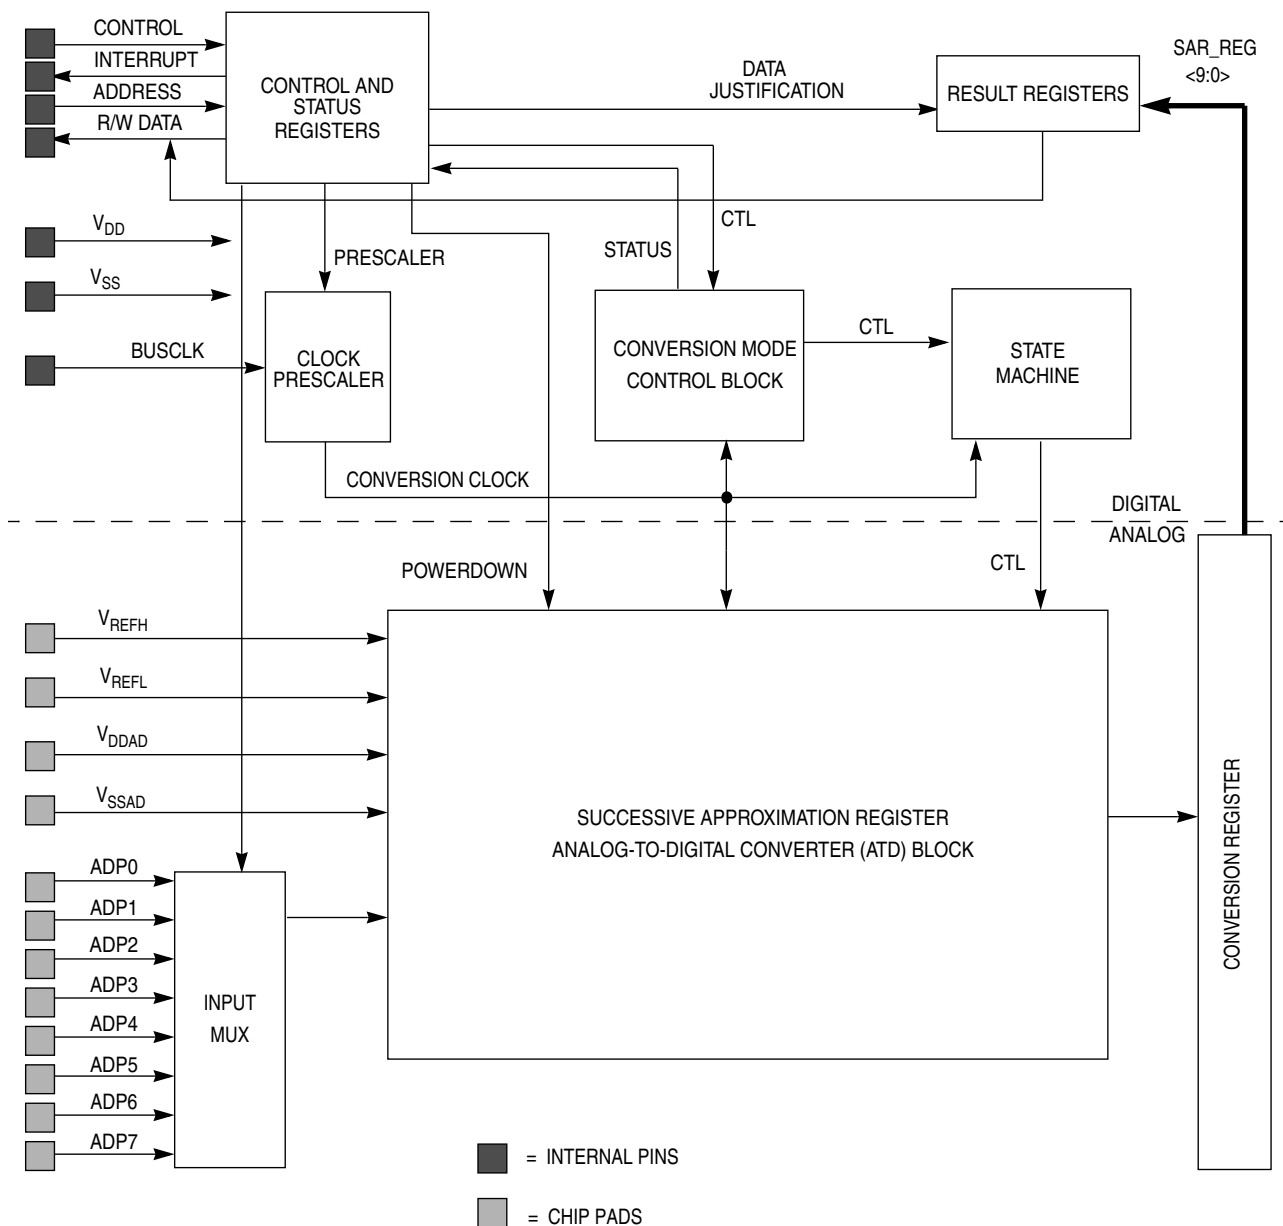 CONTROL
INTERRUPT
ADDRESS
R/W DATA
CONTROL AND
STATUS
REGISTERS
DATA
JUSTIFICATION
RESULT REGISTERS
SAR_REG
<9:0>
VDD
VSS
PRESCALER
STATUS
CTL
BUSCLK
CLOCK
PRESCALER
CONVERSION MODE
CONTROL BLOCK
CTL
STATE
MACHINE
CONVERSION CLOCK
DIGITAL
ANALOG
POWERDOWN
CTL
VREFH
VREFL
VDDAD
VSSAD
SUCCESSIVE APPROXIMATION REGISTER
ANALOG-TO-DIGITAL CONVERTER (ATD) BLOCK
CONVERSION REGISTER
ADP0
ADP1
ADP2
ADP3
ADP4
ADP5
ADP6
ADP7
INPUT
MUX
= INTERNAL PINS
= CHIP PADS